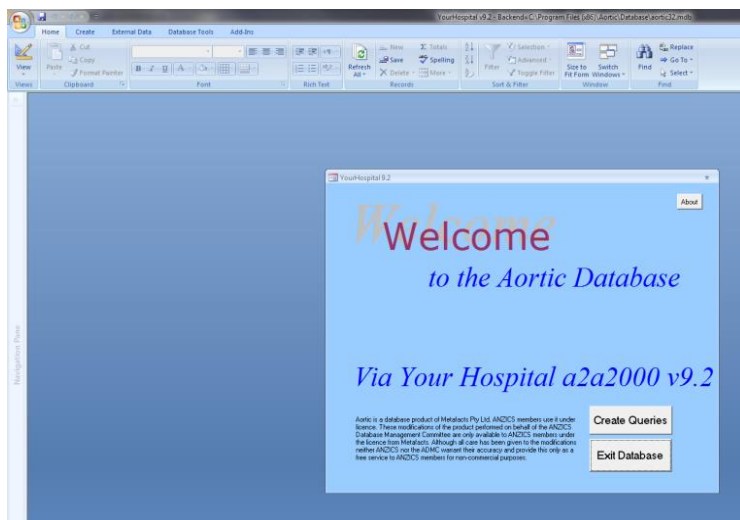 YourHospital v9.2 - Backend=C:\Program Files (x86)\Aortic\Database\aortic32.mdb
Home Create External Data Database Tools Add-Ins
View Paste Cut Copy Format Painter
B I U A
Refresh All New Save Delete Totals Spelling More
Filter Selection Advanced Toggle Filter
Size to Fit Form Switch Windows
Find Replace Go To Select
Views Clipboard Font Rich Text Records Sort & Filter Window Find
Navigation Pane
YourHospital 9.2
About
Welcome
Welcome
to the Aortic Database
Via Your Hospital a2a2000 v9.2
Aortic is a database product of Metafacts Pty Ltd. ANZICS members use it under
licence. These modifications of the product performed on behalf of the ANZICS
Database Management Committee are only available to ANZICS members under
the licence from Metafacts. Although all care has been given to the modifications
neither ANZICS nor the ADMC warrant their accuracy and provide this only as a
free service to ANZICS members for non-commercial purposes.
Create Queries
Exit Database